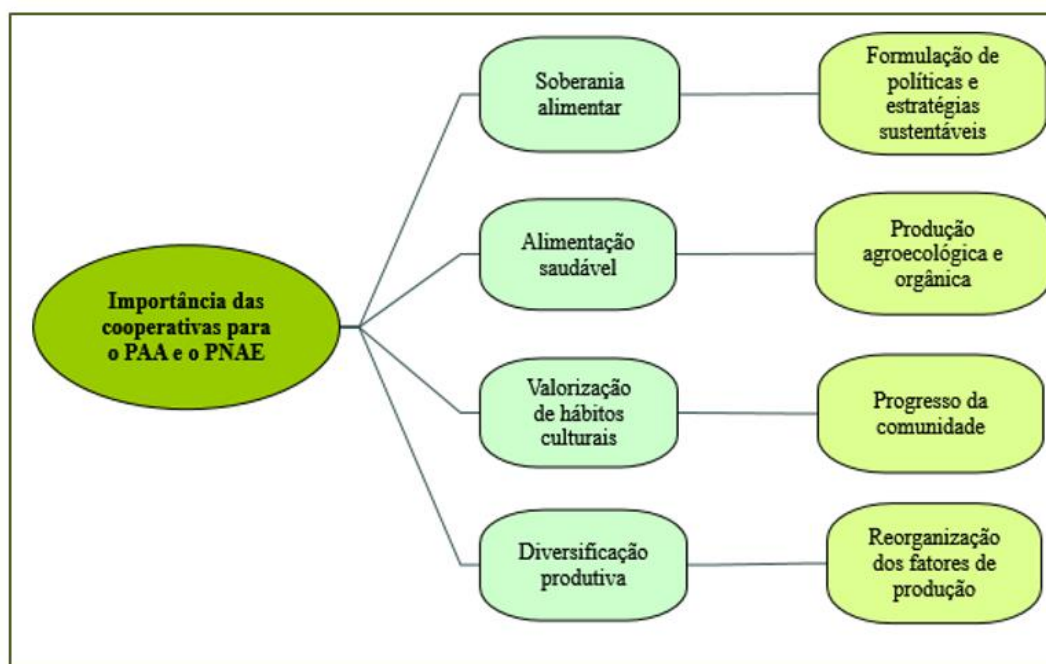 Importância das
cooperativas para
o PAA e o PNAE
Soberania
alimentar
Formulação de
políticas e
estratégias
sustentáveis
Alimentação
saudável
Produção
agroecológica e
orgânica
Valorização
de hábitos
culturais
Progresso da
comunidade
Diversificação
produtiva
Reorganização
dos fatores de
produção